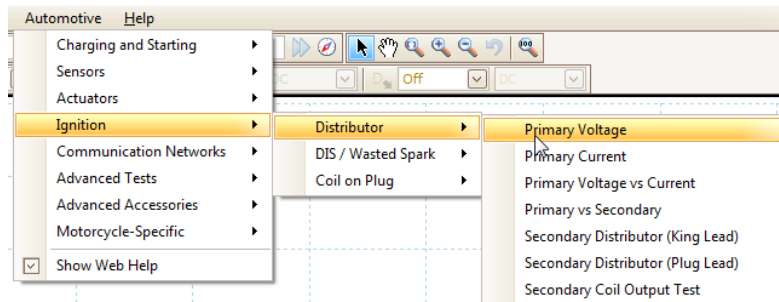 Automotive Help
Charging and Starting
Sensors
Actuators
Ignition
Communication Networks
Advanced Tests
Advanced Accessories
Motorcycle-Specific
Show Web Help
100
DC
D
Off
DC
Distributor
DIS / Wasted Spark
Coil on Plug
Primary Voltage
Primary Current
Primary Voltage vs Current
Primary vs Secondary
Secondary Distributor (King Lead)
Secondary Distributor (Plug Lead)
Secondary Coil Output Test